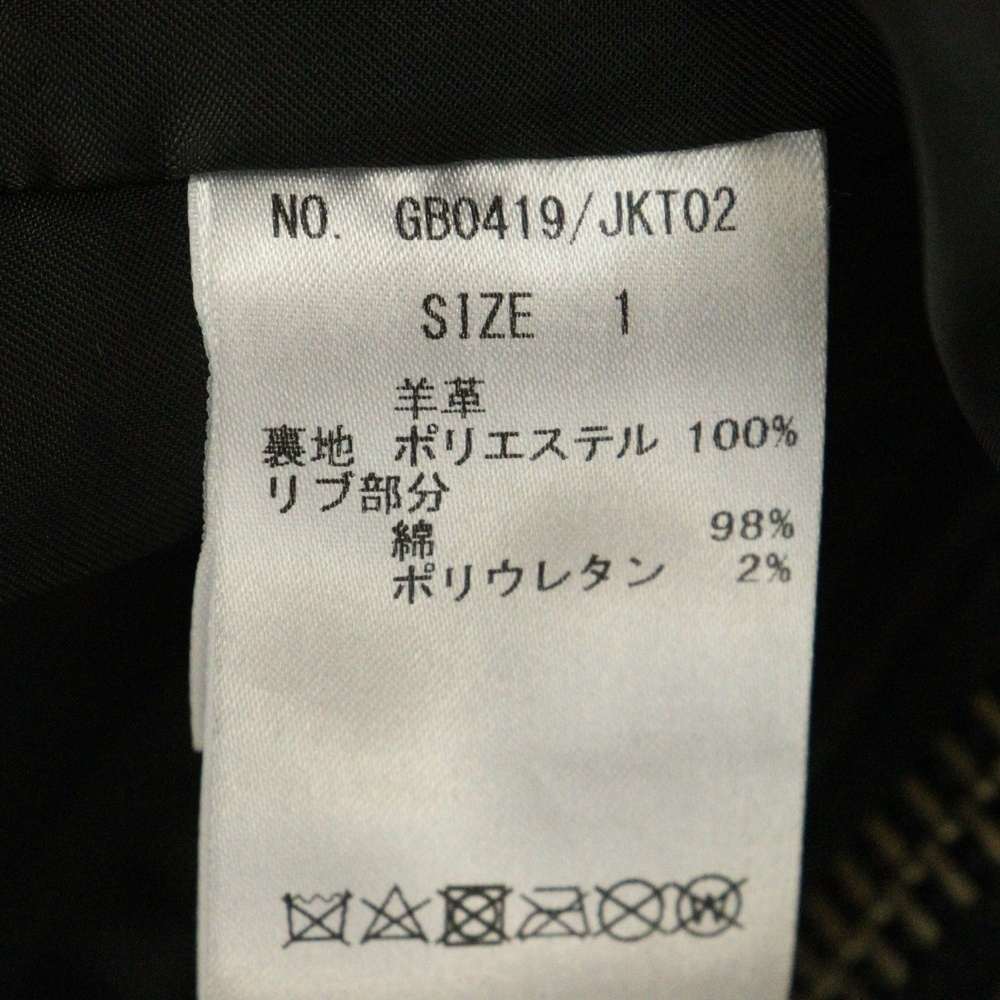 NO. GB0419/JKT02
SIZE 1
羊革
裏地 ポリエステル 100%
リブ部分
綿 98%
ポリウレタン 2%
W